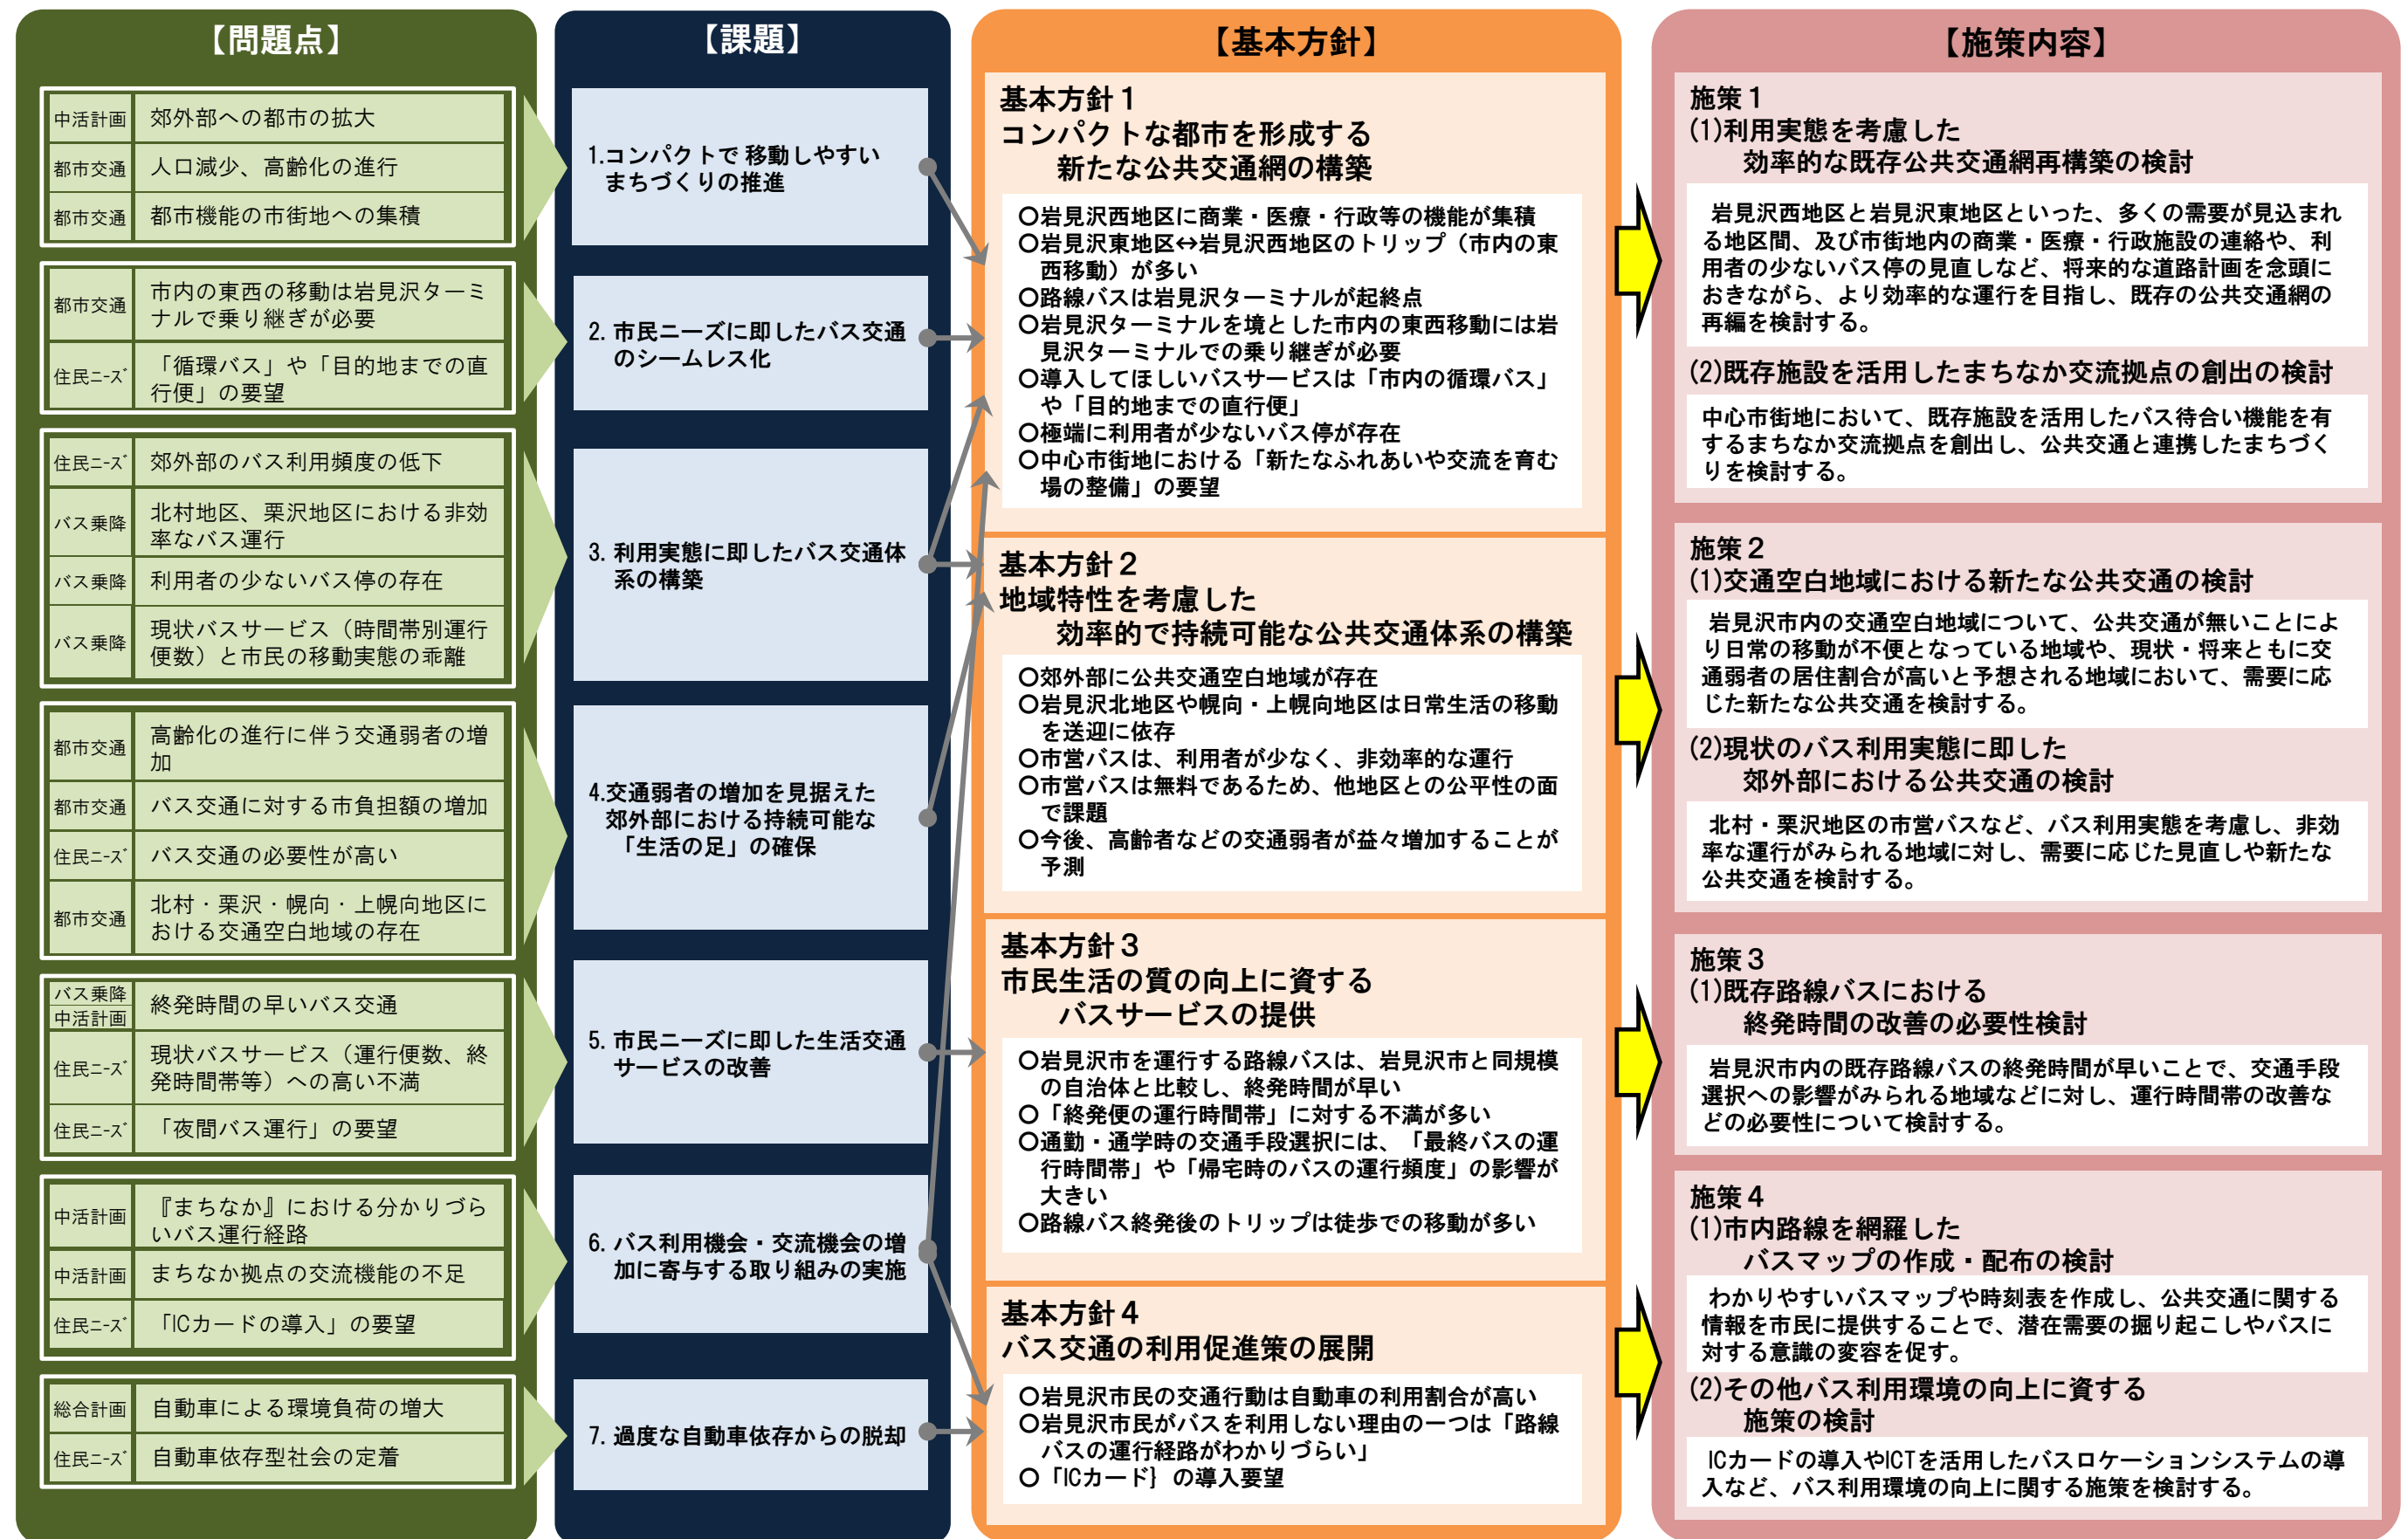 【問題点】
中活計画
郊外部への都市の拡大
都市交通
人口減少、高齢化の進行
都市交通
都市機能の市街地への集積
都市交通
市内の東西の移動は岩見沢ターミ
ナルで乗り継ぎが必要
住民ﾆｰｽﾞ
「循環バス」や「目的地までの直
行便」の要望
住民ﾆｰｽﾞ
郊外部のバス利用頻度の低下
バス乗降
北村地区、栗沢地区における非効
率なバス運行
バス乗降
利用者の少ないバス停の存在
バス乗降
現状バスサービス（時間帯別運行
便数）と市民の移動実態の乖離
都市交通
高齢化の進行に伴う交通弱者の増
加
都市交通
バス交通に対する市負担額の増加
住民ﾆｰｽﾞ
バス交通の必要性が高い
都市交通
北村・栗沢・幌向・上幌向地区に
おける交通空白地域の存在
バス乗降
中活計画
終発時間の早いバス交通
住民ﾆｰｽﾞ
現状バスサービス（運行便数、終
発時間帯等）への高い不満
住民ﾆｰｽﾞ
「夜間バス運行」の要望
中活計画
『まちなか』における分かりづら
いバス運行経路
中活計画
まちなか拠点の交流機能の不足
住民ﾆｰｽﾞ
「ICカードの導入」の要望
総合計画
自動車による環境負荷の増大
住民ﾆｰｽﾞ
自動車依存型社会の定着
【課題】
1.コンパクトで 移動しやすい
まちづくりの推進
2. 市民ニーズに即したバス交通
のシームレス化
3. 利用実態に即したバス交通体
系の構築
4.交通弱者の増加を見据えた
郊外部における持続可能な
「生活の足」の確保
5. 市民ニーズに即した生活交通
サービスの改善
6. バス利用機会・交流機会の増
加に寄与する取り組みの実施
7. 過度な自動車依存からの脱却
【基本方針】
基本方針１
コンパクトな都市を形成する
新たな公共交通網の構築
○岩見沢西地区に商業・医療・行政等の機能が集積
○岩見沢東地区⇔岩見沢西地区のトリップ（市内の東
西移動）が多い
○路線バスは岩見沢ターミナルが起終点
○岩見沢ターミナルを境とした市内の東西移動には岩
見沢ターミナルでの乗り継ぎが必要
○導入してほしいバスサービスは「市内の循環バス」
や「目的地までの直行便」
○極端に利用者が少ないバス停が存在
○中心市街地における「新たなふれあいや交流を育む
場の整備」の要望
基本方針２
地域特性を考慮した
効率的で持続可能な公共交通体系の構築
○郊外部に公共交通空白地域が存在
○岩見沢北地区や幌向・上幌向地区は日常生活の移動
を送迎に依存
○市営バスは、利用者が少なく、非効率的な運行
○市営バスは無料であるため、他地区との公平性の面
で課題
○今後、高齢者などの交通弱者が益々増加することが
予測
基本方針３
市民生活の質の向上に資する
バスサービスの提供
○岩見沢市を運行する路線バスは、岩見沢市と同規模
の自治体と比較し、終発時間が早い
○「終発便の運行時間帯」に対する不満が多い
○通勤・通学時の交通手段選択には、「最終バスの運
行時間帯」や「帰宅時のバスの運行頻度」の影響が
大きい
○路線バス終発後のトリップは徒歩での移動が多い
基本方針４
バス交通の利用促進策の展開
○岩見沢市民の交通行動は自動車の利用割合が高い
○岩見沢市民がバスを利用しない理由の一つは「路線
バスの運行経路がわかりづらい」
○「ICカード｝の導入要望
【施策内容】
施策１
(1)利用実態を考慮した
効率的な既存公共交通網再構築の検討
岩見沢西地区と岩見沢東地区といった、多くの需要が見込まれ
る地区間、及び市街地内の商業・医療・行政施設の連絡や、利
用者の少ないバス停の見直しなど、将来的な道路計画を念頭に
おきながら、より効率的な運行を目指し、既存の公共交通網の
再編を検討する。
(2)既存施設を活用したまちなか交流拠点の創出の検討
中心市街地において、既存施設を活用したバス待合い機能を有
するまちなか交流拠点を創出し、公共交通と連携したまちづく
りを検討する。
施策２
(1)交通空白地域における新たな公共交通の検討
岩見沢市内の交通空白地域について、公共交通が無いことによ
り日常の移動が不便となっている地域や、現状・将来ともに交
通弱者の居住割合が高いと予想される地域において、需要に応
じた新たな公共交通を検討する。
(2)現状のバス利用実態に即した
郊外部における公共交通の検討
北村・栗沢地区の市営バスなど、バス利用実態を考慮し、非効
率な運行がみられる地域に対し、需要に応じた見直しや新たな
公共交通を検討する。
施策３
(1)既存路線バスにおける
終発時間の改善の必要性検討
岩見沢市内の既存路線バスの終発時間が早いことで、交通手段
選択への影響がみられる地域などに対し、運行時間帯の改善な
どの必要性について検討する。
施策４
(1)市内路線を網羅した
バスマップの作成・配布の検討
わかりやすいバスマップや時刻表を作成し、公共交通に関する
情報を市民に提供することで、潜在需要の掘り起こしやバスに
対する意識の変容を促す。
(2)その他バス利用環境の向上に資する
施策の検討
ICカードの導入やICTを活用したバスロケーションシステムの導
入など、バス利用環境の向上に関する施策を検討する。